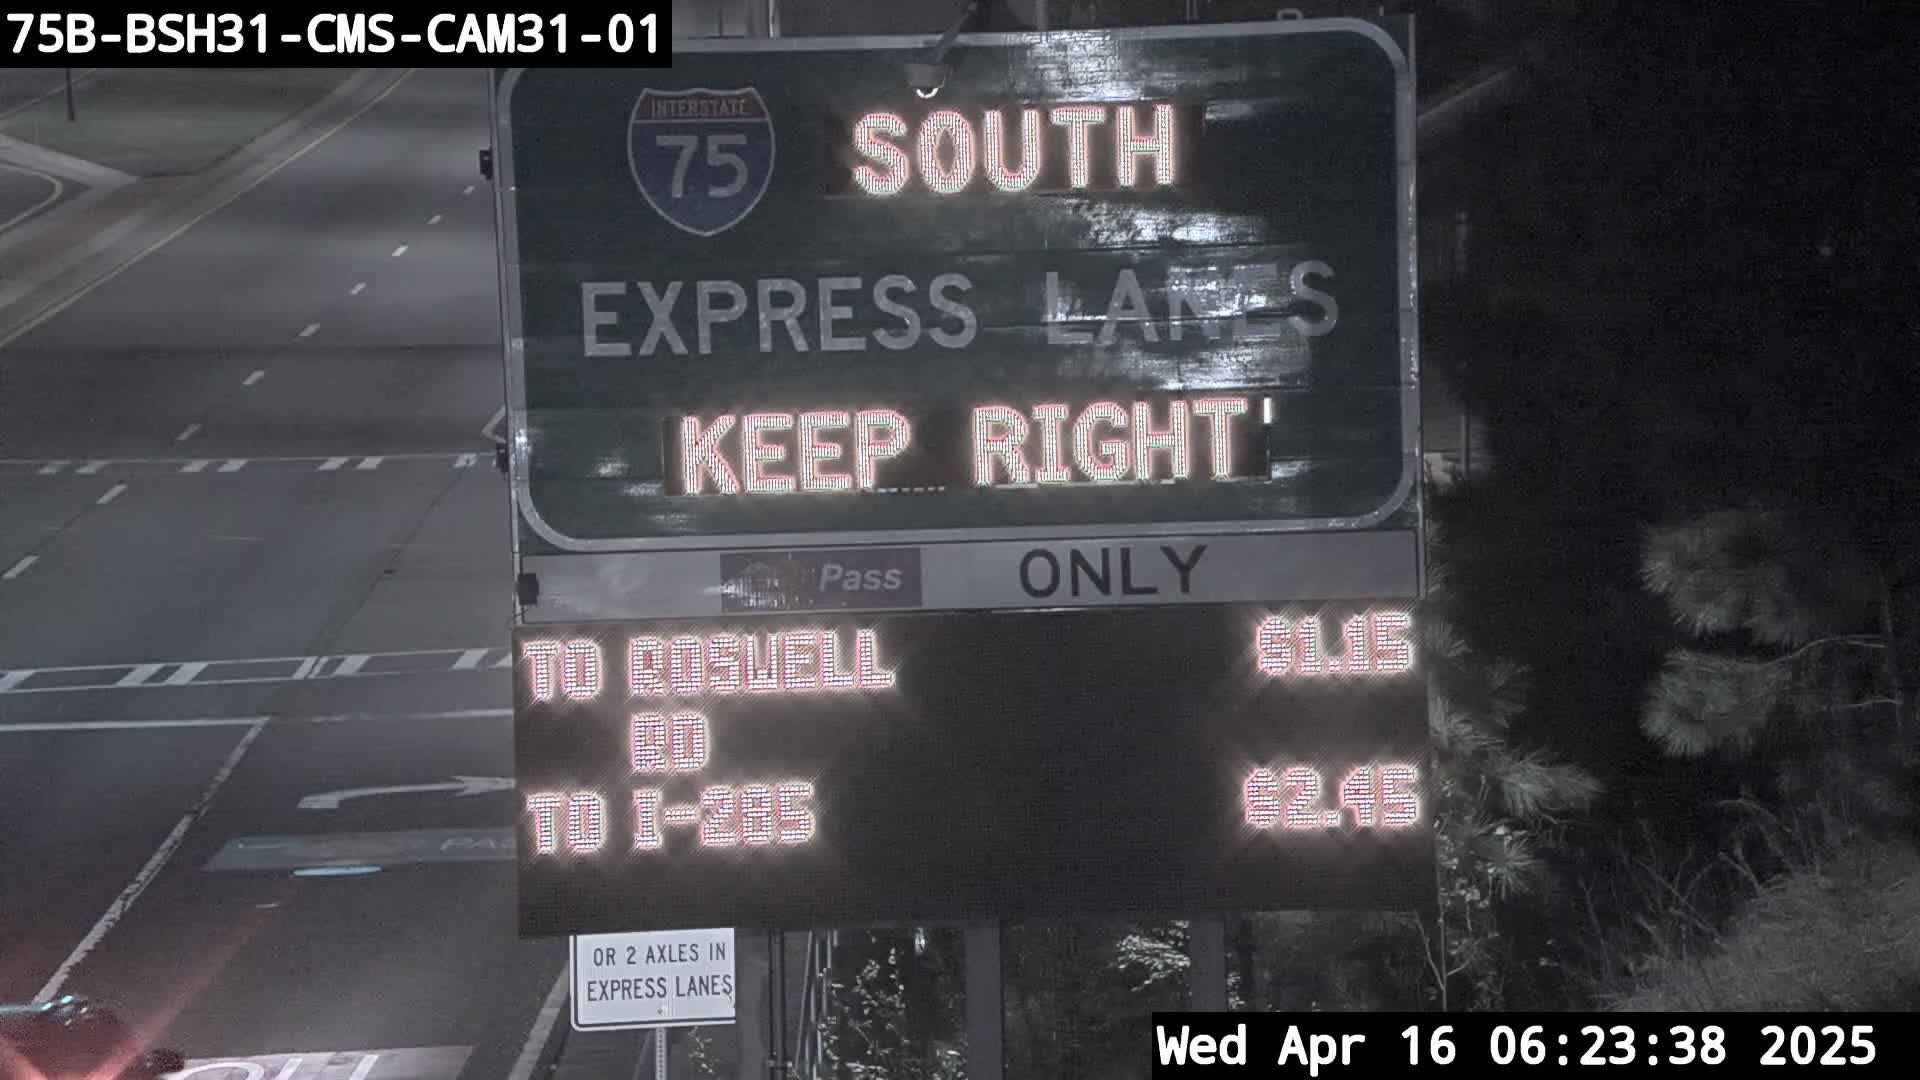 75B-BSH31-CMS-CAM31-01
INTERSTATE
75
SOUTH
EXPRESS LANES
KEEP RIGHT
Pass ONLY
TO ROSWELL $1.15
RD
TO I-285 $2.45
OR 2 AXLES IN
EXPRESS LANES
PAS
Wed Apr 16 06:23:38 2025